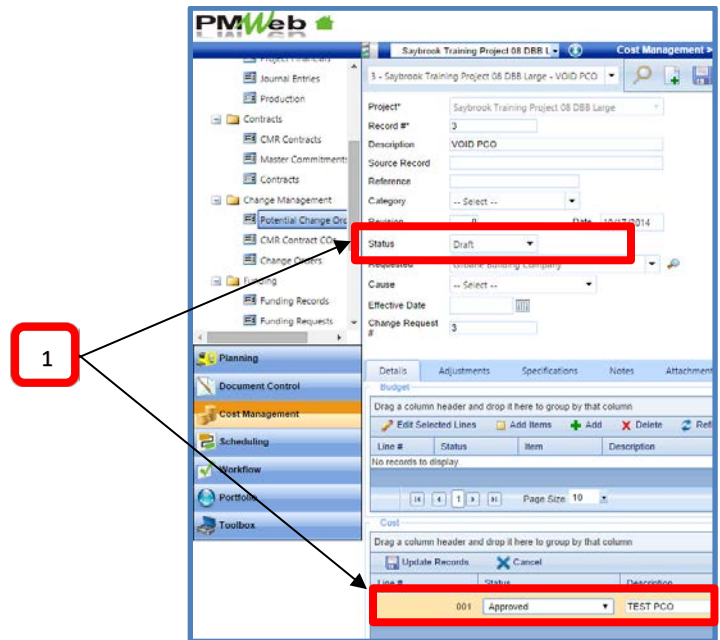 PMWeb
Saybrook Training Project 08 DBB L
Cost Management >
Project Financials
Journal Entries
Production
Contracts
CMR Contracts
Master Commitments
Contracts
Change Management
Potential Change Orc
CMR Contract COs
Change Orders
Funding
Funding Records
Funding Requests
Planning
Document Control
Cost Management
Scheduling
Workflow
Portfolio
Toolbox
1
3 - Saybrook Training Project 08 DBB Large - VOID PCO
Project* Saybrook Training Project 08 DBB Large
Record #* 3
Description VOID PCO
Source Record
Reference
Category -- Select --
Revision 0 Date 10/17/2014
Status Draft
Requested Groane Building Company
Cause -- Select --
Effective Date
Change Request
# 3
Details Adjustments Specifications Notes Attachment
Budget
Drag a column header and drop it here to group by that column
Edit Selected Lines Add Items Add Delete Ref
Line # Status Item Description
No records to display
1 Page Size 10
Cost
Drag a column header and drop it here to group by that column
Update Records Cancel
Line # Status Description
001 Approved TEST PCO